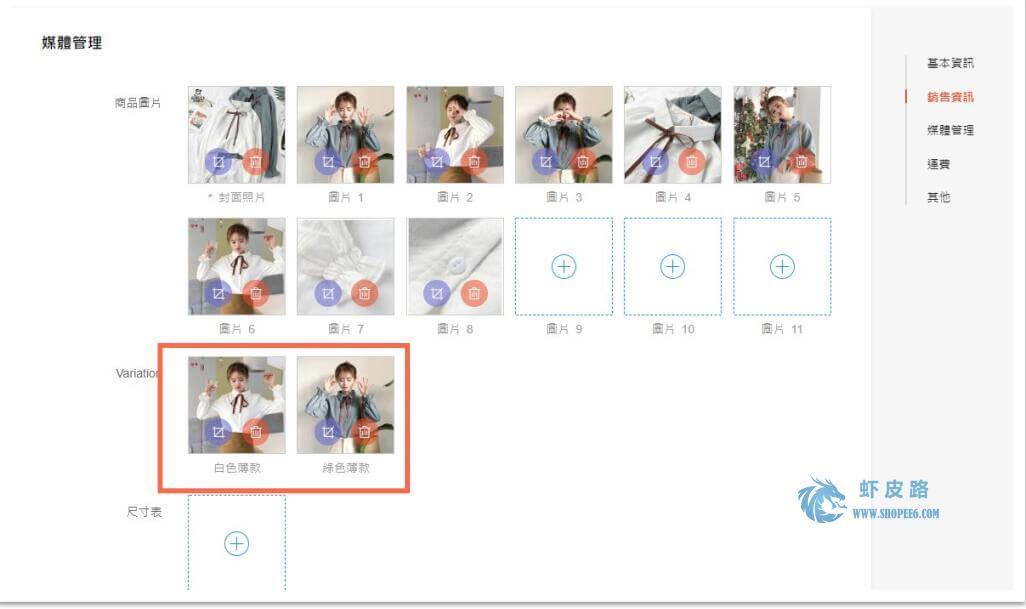 媒體管理
商品圖片
* 封面照片
圖片 1
圖片 2
圖片 3
圖片 4
圖片 5
圖片 6
圖片 7
圖片 8
圖片 9
圖片 10
圖片 11
Variation
白色薄款
綠色薄款
尺寸表
基本資訊
銷售資訊
媒體管理
運費
其他
虾皮路
WWW.SHOPEE6.COM